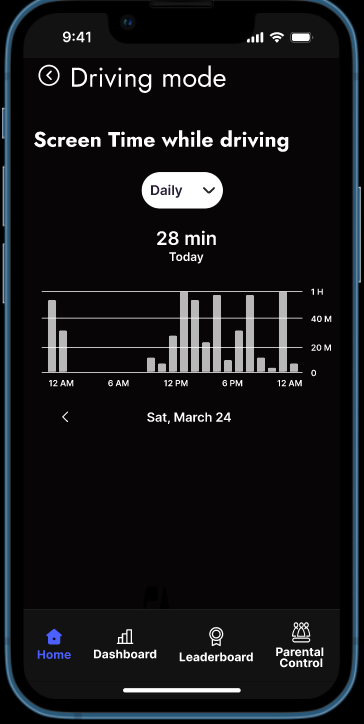 9:41
Driving mode
Screen Time while driving
Daily
28 min
Today
1 H
40 M
20 M
0
12 AM 6 AM 12 PM 6 PM 12 AM
Sat, March 24
Home Dashboard Leaderboard Parental
Control